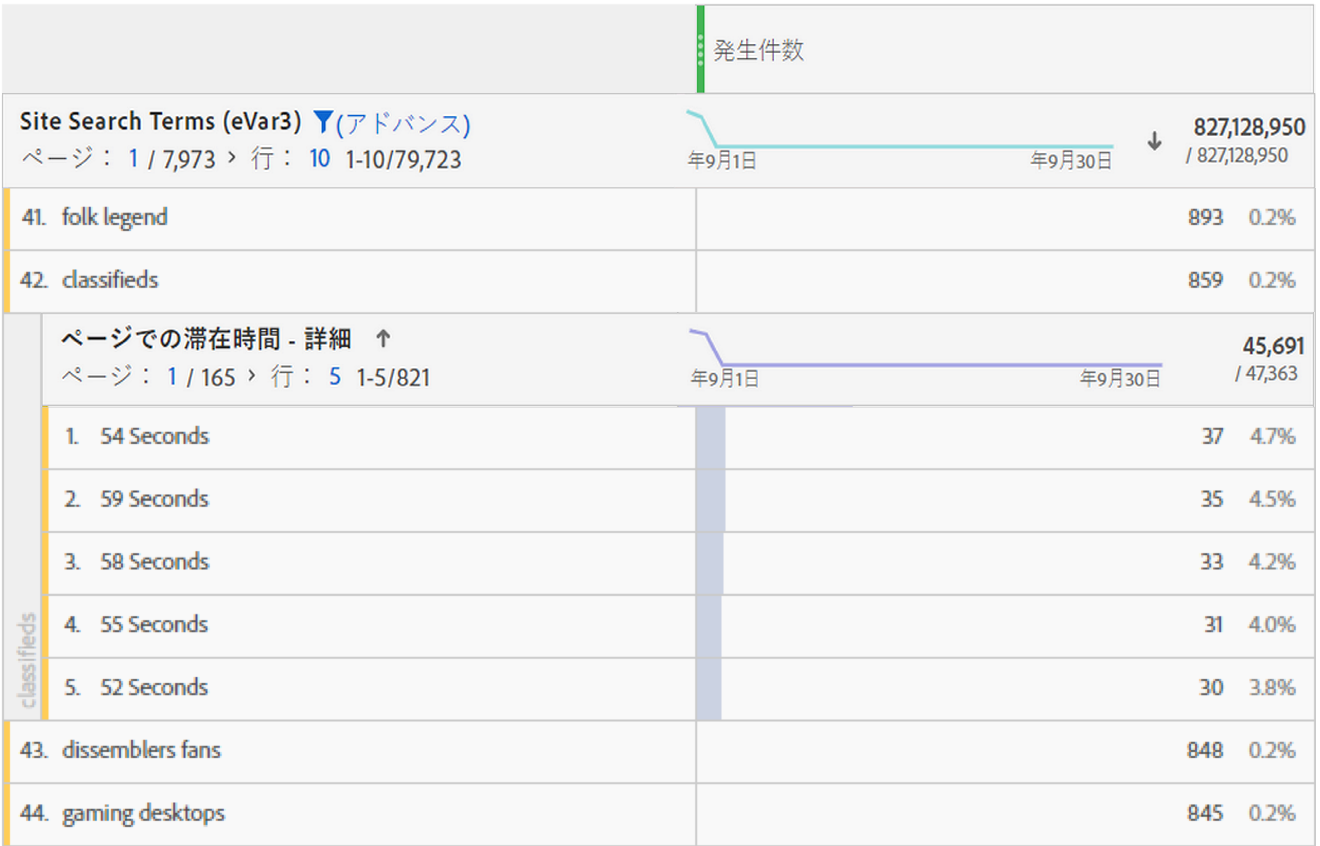 発生件数
Site Search Terms (eVar3) (アドバンス)
ページ： 1 / 7,973 > 行： 10 1-10/79,723
年9月1日 年9月30日
↓ 827,128,950
/ 827,128,950
41. folk legend 893 0.2%
42. classifieds 859 0.2%
ページでの滞在時間 - 詳細 ↑
ページ： 1 / 165 > 行： 5 1-5/821
年9月1日 年9月30日
45,691
/ 47,363
classifieds
1. 54 Seconds 37 4.7%
2. 59 Seconds 35 4.5%
3. 58 Seconds 33 4.2%
4. 55 Seconds 31 4.0%
5. 52 Seconds 30 3.8%
43. dissemblers fans 848 0.2%
44. gaming desktops 845 0.2%